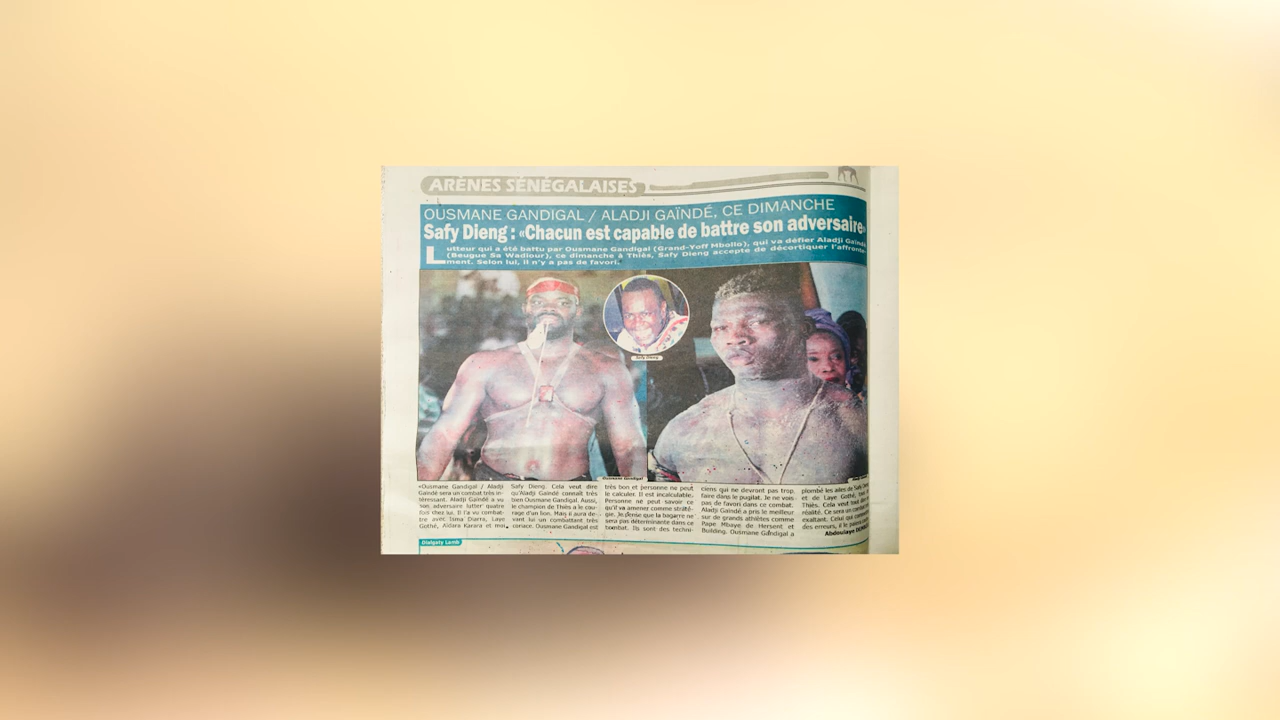 ARÈNES SÉNÉGALAISES
OUSMANE GANDIGAL / ALADJI GAÏNDÉ, CE DIMANCHE
Safy Dieng : «Chacun est capable de battre son adversaire»
Lutteur qui a été battu par Ousmane Gandigal (Grand-Yoff Mbollo), qui va défier Aladji Gaïndé
(Beugue Sa Wadiour), ce dimanche à Thiès, Safy Dieng accepte de décortiquer l'affronte-
ment. Selon lui, il n'y a pas de favori.
Safy Dieng
Ousmane Gandigal
«Ousmane Gandigal / Aladji
Gaïndé sera un combat très in-
téressant. Aladji Gaïndé a vu
son adversaire lutter quatre
fois chez lui. Il l'a vu combat-
tre avec Isma Diarra, Laye
Gothé, Aldara Karara et moi,
Safy Dieng. Cela veut dire
qu'Aladji Gaïndé connaît très
bien Ousmane Gandigal. Aussi,
le champion de Thiès a le cou-
rage d'un lion. Mais il aura de-
vant lui un combattant très
coriace. Ousmane Gandigal est
très bon et personne ne peut
le calculer. Il est incalculable.
Personne ne peut savoir ce
qu'il va ammer comme straté-
gie. Je pense que la bagarre ne
sera pas déterminante dans ce
combat. Ils sont des techni-
ciens qui ne devront pas trop,
faire dans le pugilat. Je ne vois
pas de favori dans ce combat.
Aladji Gaïndé a pris le meilleur
sur de grands athlètes comme
Pape Mbaye de Hersent et
Building. Ousmane Gandigal a
plombé les ailes de Safy
et de Laye Gothé,
Thiès. Cela veut
réalité. Ce sera un
exaltant. Celui qui
des erreurs, il le
Abdoulaye
Dialgaty Lamb